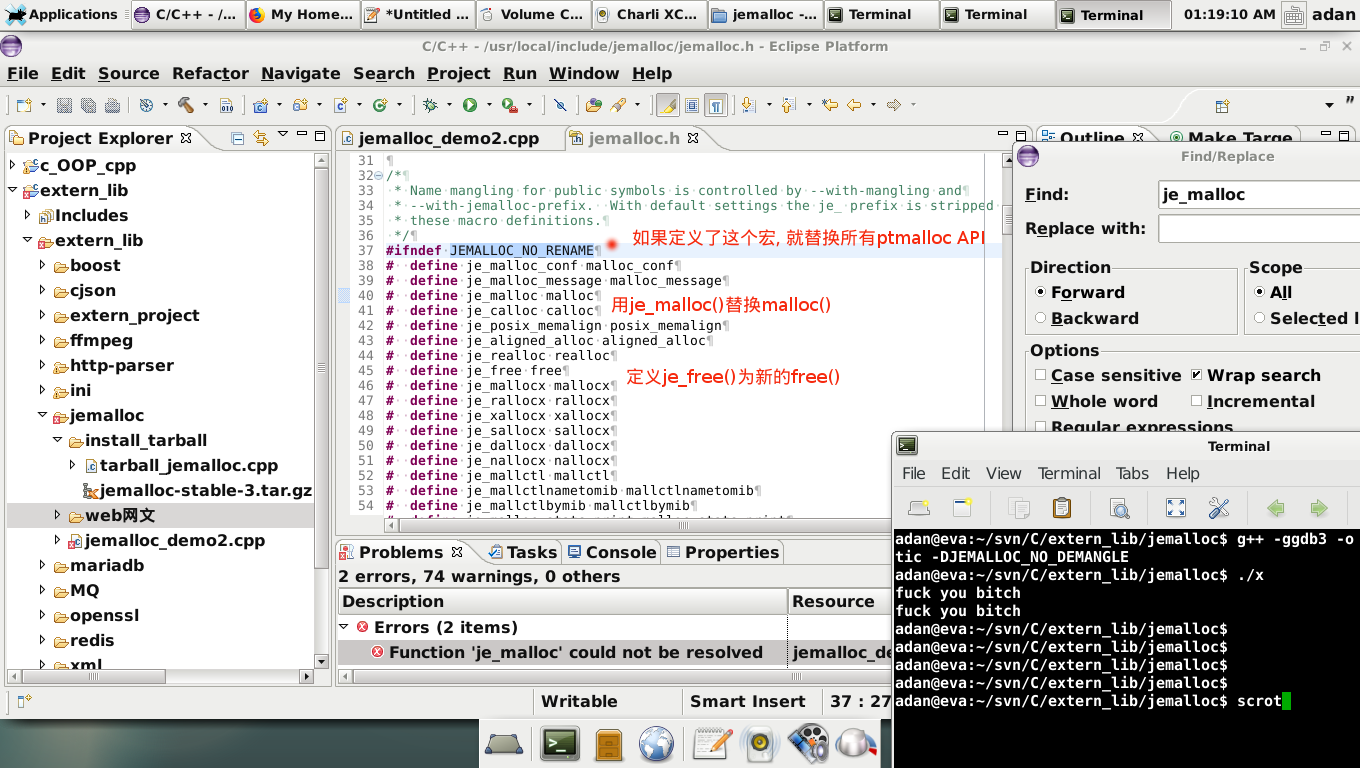 Applications
C/C++ - /...
My Home...
*Untitled ...
Volume C...
Charli XC...
jemalloc -...
Terminal
Terminal
Terminal
01:19:10 AM
adan
C/C++ - /usr/local/include/jemalloc/jemalloc.h - Eclipse Platform
File Edit Source Refactor Navigate Search Project Run Window Help
Project Explorer
c_OOP_cpp
extern_lib
Includes
extern_lib
boost
cjson
extern_project
ffmpeg
http-parser
ini
jemalloc
install_tarball
tarball_jemalloc.cpp
jemalloc-stable-3.tar.gz
web网文
jemalloc_demo2.cpp
mariadb
MQ
openssl
redis
xml
jemalloc_demo2.cpp
jemalloc.h
31 ¶
32 /*¶
33 * Name mangling for public symbols is controlled by --with-mangling and¶
34 * --with-jemalloc-prefix. With default settings the je_ prefix is stripped
35 * these macro definitions.¶
36 */¶
如果定义了这个宏, 就替换所有ptmalloc API
37 #ifndef JEMALLOC_NO_RENAME¶
38 # define je_malloc_conf malloc_conf¶
39 # define je_malloc_message malloc_message¶
40 # define je_malloc malloc¶
用je_malloc()替换malloc()
41 # define je_calloc calloc¶
42 # define je_posix_memalign posix_memalign¶
43 # define je_aligned_alloc aligned_alloc¶
44 # define je_realloc realloc¶
45 # define je_free free¶
定义je_free()为新的free()
46 # define je_mallocx mallocx¶
47 # define je_rallocx rallocx¶
48 # define je_xallocx xallocx¶
49 # define je_sallocx sallocx¶
50 # define je_dallocx dallocx¶
51 # define je_nallocx nallocx¶
52 # define je_mallctl mallctl¶
53 # define je_mallctlnametomib mallctlnametomib¶
54 # define je_mallctlbymib mallctlbymib¶
Outline
Make Targe
Find/Replace
Find: je_malloc
Replace with:
Direction
Forward
Backward
Scope
All
Selected l
Options
Case sensitive
Wrap search
Whole word
Incremental
Regular expressions
Problems
Tasks
Console
Properties
2 errors, 74 warnings, 0 others
Description
Resource
Errors (2 items)
Function 'je_malloc' could not be resolved
jemalloc_de
Writable
Smart Insert
37 : 27
Terminal
File Edit View Terminal Tabs Help
adan@eva:~/svn/C/extern_lib/jemalloc$ g++ -ggdb3 -o
tic -DJEMALLOC_NO_DEMANGLE
adan@eva:~/svn/C/extern_lib/jemalloc$ ./x
fuck you bitch
fuck you bitch
adan@eva:~/svn/C/extern_lib/jemalloc$
adan@eva:~/svn/C/extern_lib/jemalloc$
adan@eva:~/svn/C/extern_lib/jemalloc$
adan@eva:~/svn/C/extern_lib/jemalloc$
adan@eva:~/svn/C/extern_lib/jemalloc$ scrot